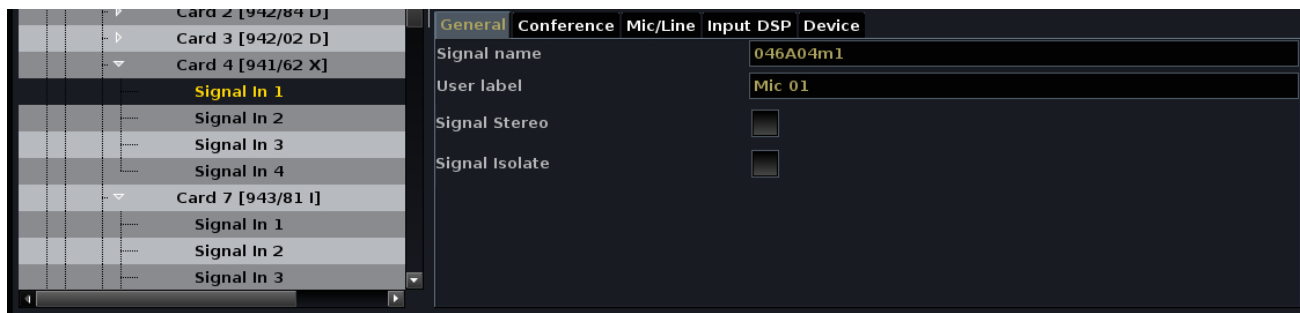 Card 2 [942/84 D]
Card 3 [942/02 D]
Card 4 [941/62 X]
Signal In 1
Signal In 2
Signal In 3
Signal In 4
Card 7 [943/81 I]
Signal In 1
Signal In 2
Signal In 3
General Conference Mic/Line Input DSP Device
Signal name 046A04m1
User label Mic 01
Signal Stereo
Signal Isolate